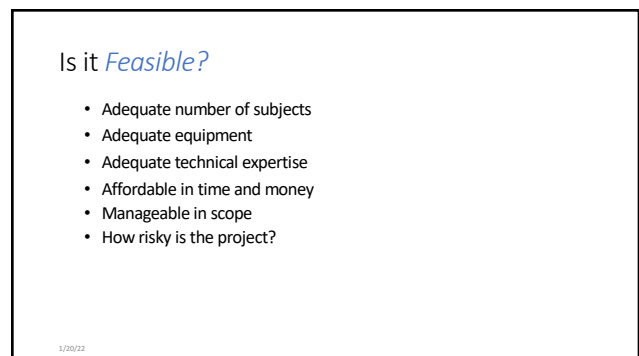 Is it Feasible?
• Adequate number of subjects
• Adequate equipment
• Adequate technical expertise
• Affordable in time and money
• Manageable in scope
• How risky is the project?
1/20/22